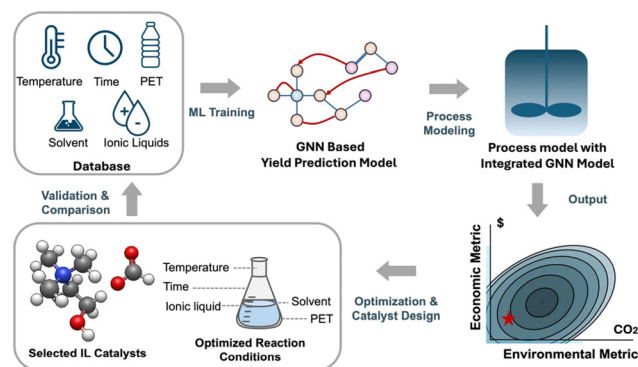 Temperature
Time
PET
Solvent
Ionic Liquids
Database
ML Training
GNN Based
Yield Prediction Model
Process
Modeling
Process model with
Integrated GNN Model
Output
$
Economic Metric
CO2
Environmental Metric
Optimization &
Catalyst Design
Temperature
Time
Ionic liquid
Solvent
PET
Optimized Reaction
Conditions
Selected IL Catalysts
Validation &
Comparison